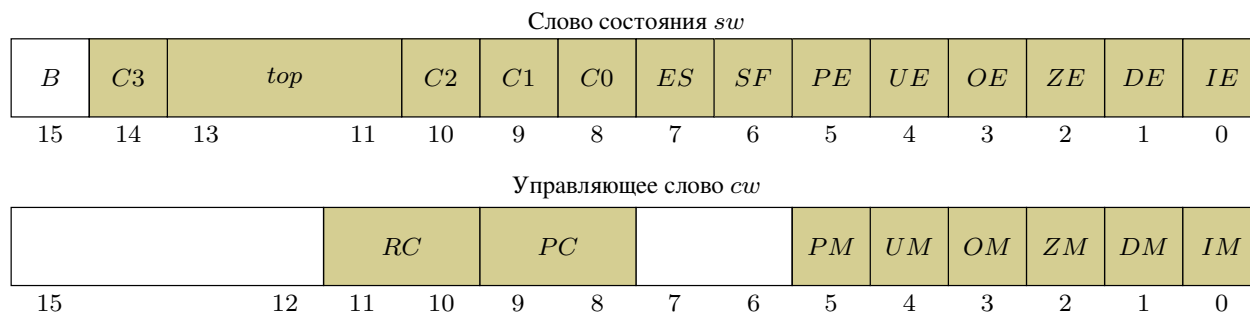 Слово состояния sw
B C3 top C2 C1 C0 ES SF PE UE OE ZE DE IE
15 14 13 11 10 9 8 7 6 5 4 3 2 1 0
Управляющее слово cw
RC PC PM UM OM ZM DM IM
15 12 11 10 9 8 7 6 5 4 3 2 1 0